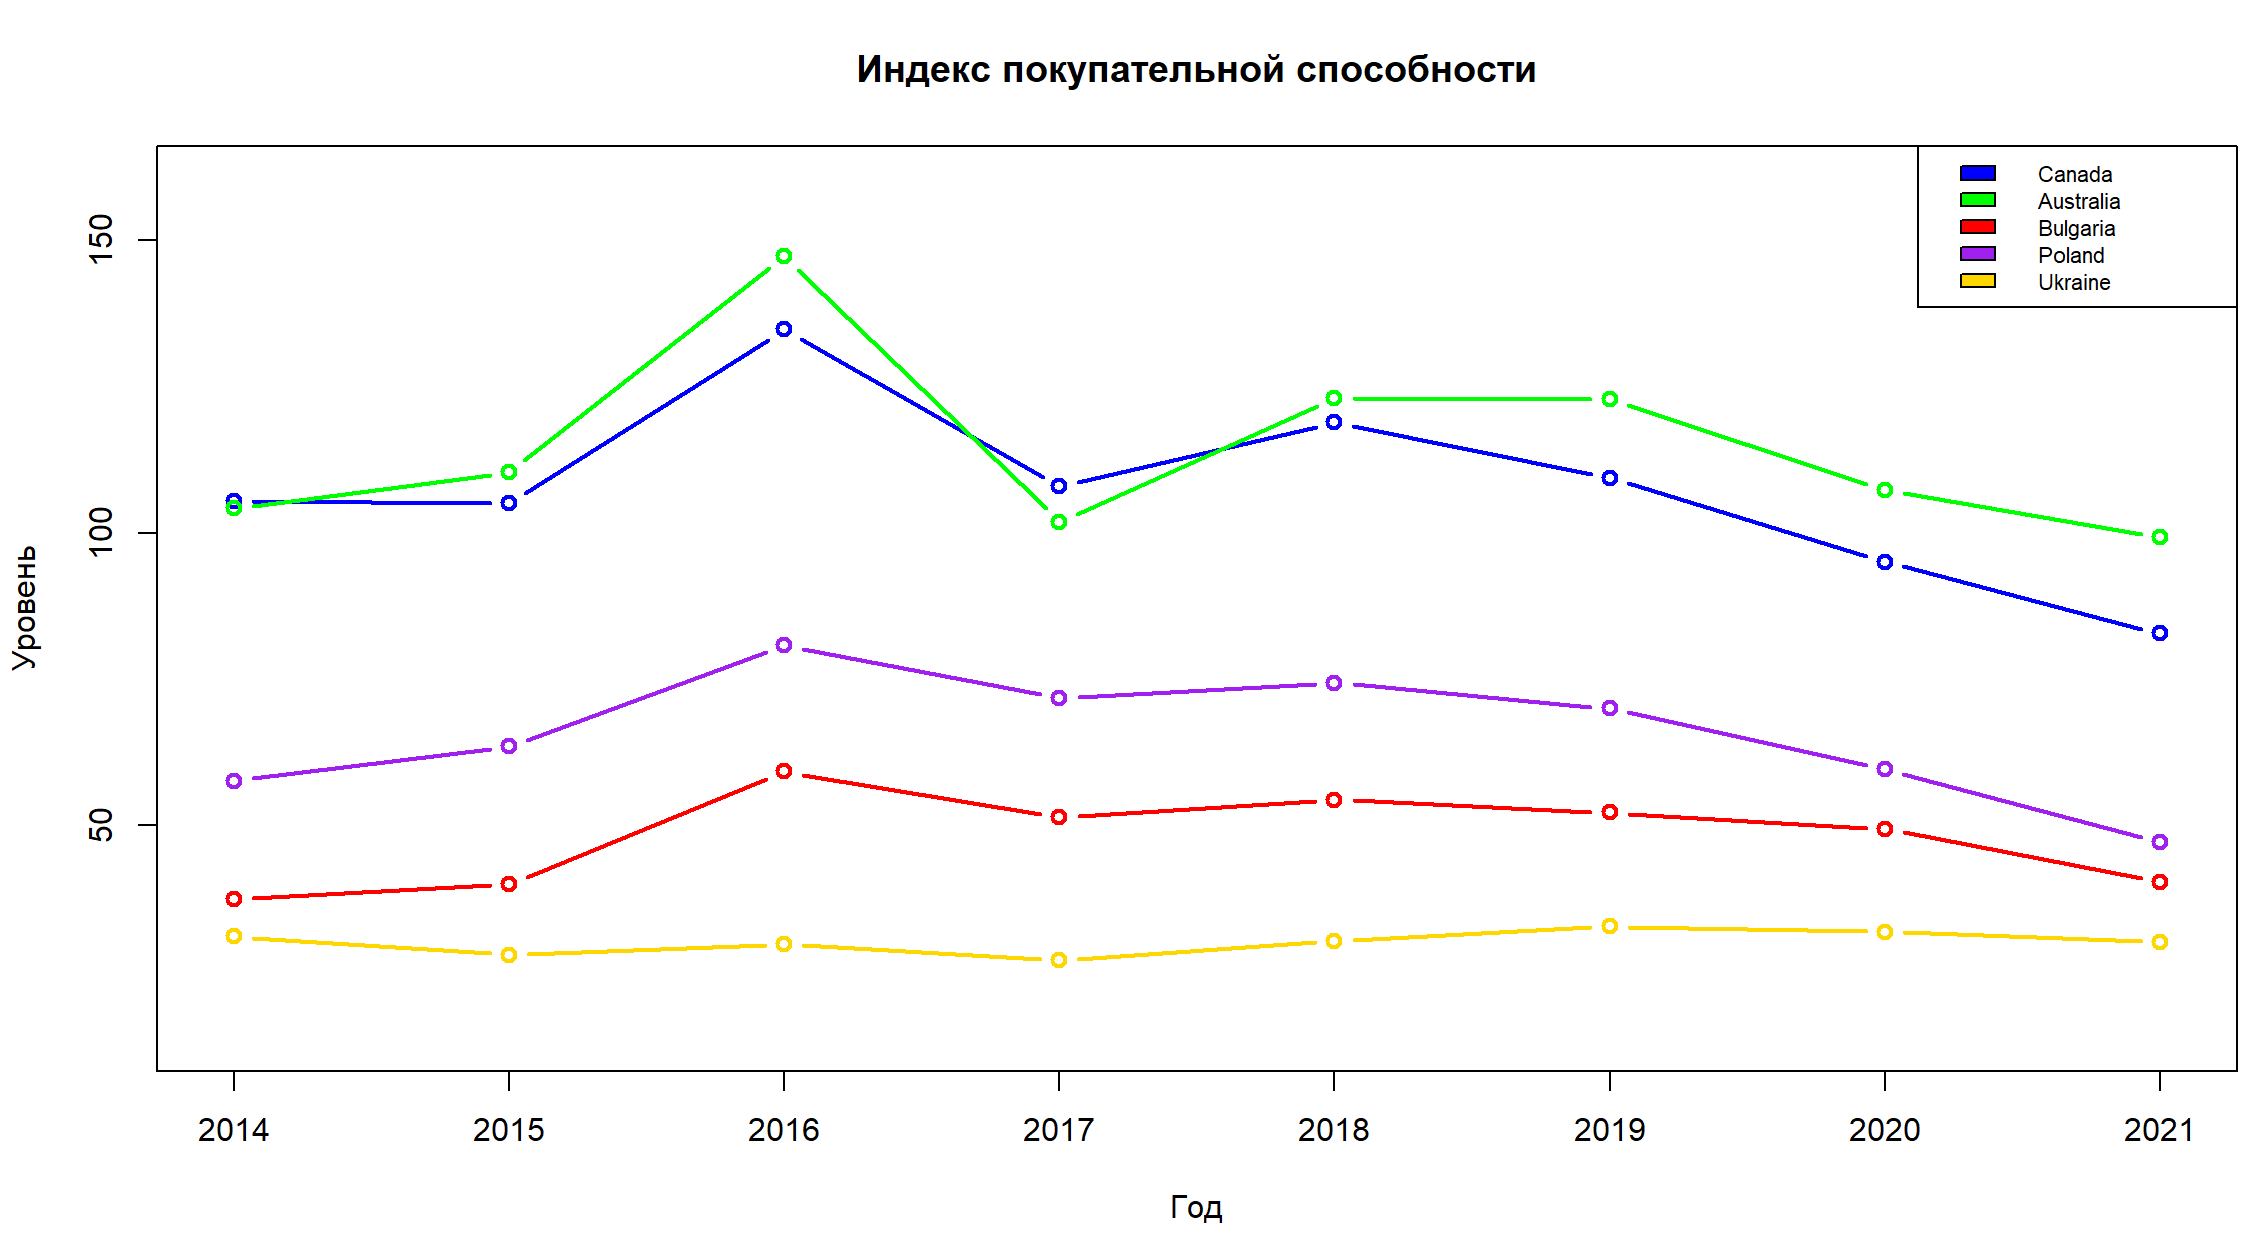 Индекс покупательной способности
Canada
Australia
Bulgaria
Poland
Ukraine
150
100
50
Уровень
2014 2015 2016 2017 2018 2019 2020 2021
Год